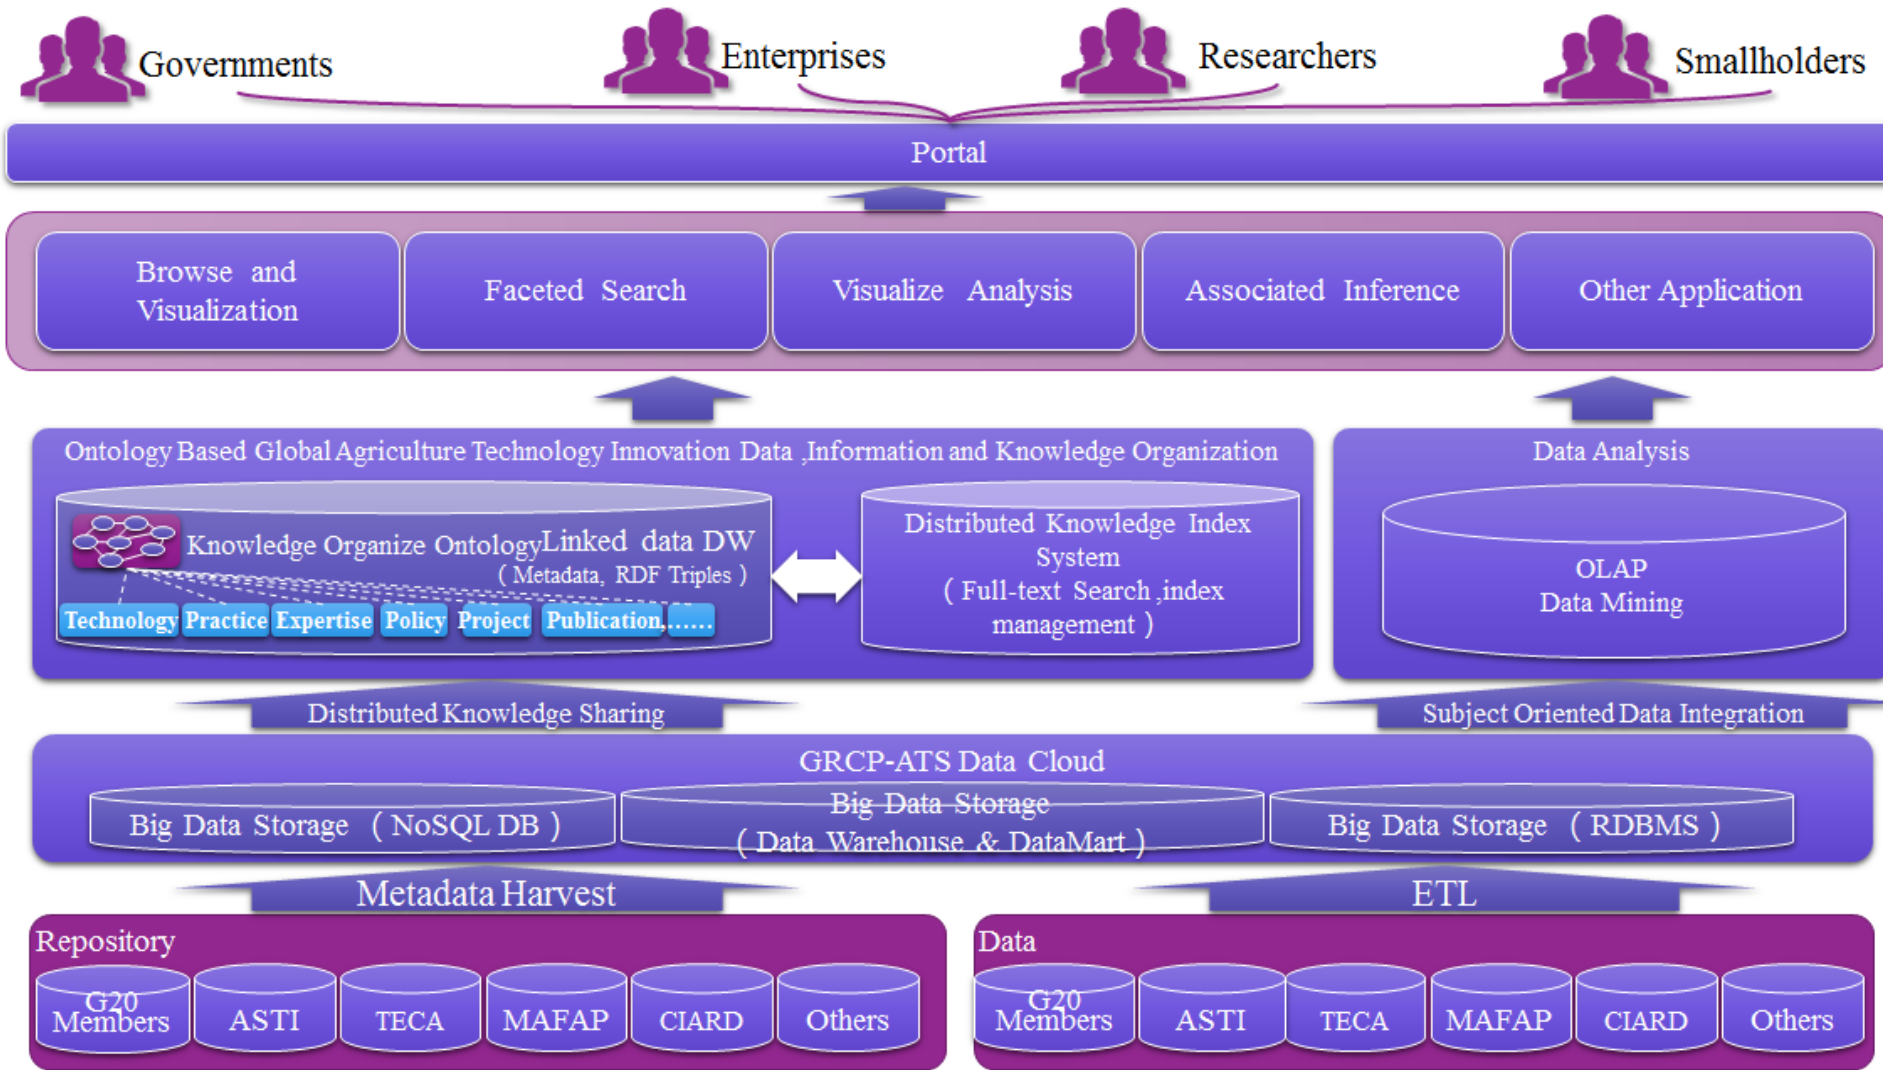 Governments
Enterprises
Researchers
Smallholders
Portal
Browse and
Visualization
Faceted Search
Visualize Analysis
Associated Inference
Other Application
Ontology Based Global Agriculture Technology Innovation Data ,Information and Knowledge Organization
Knowledge Organize Ontology
Linked data DW
( Metadata, RDF Triples )
Technology
Practice
Expertise
Policy
Project
Publication
,......
Distributed Knowledge Index
System
( Full-text Search ,index
management )
Data Analysis
OLAP
Data Mining
Distributed Knowledge Sharing
Subject Oriented Data Integration
GRCP-ATS Data Cloud
Big Data Storage ( NoSQL DB )
Big Data Storage
( Data Warehouse & DataMart )
Big Data Storage ( RDBMS )
Metadata Harvest
ETL
Repository
G20
Members
ASTI
TECA
MAFAP
CIARD
Others
Data
G20
Members
ASTI
TECA
MAFAP
CIARD
Others